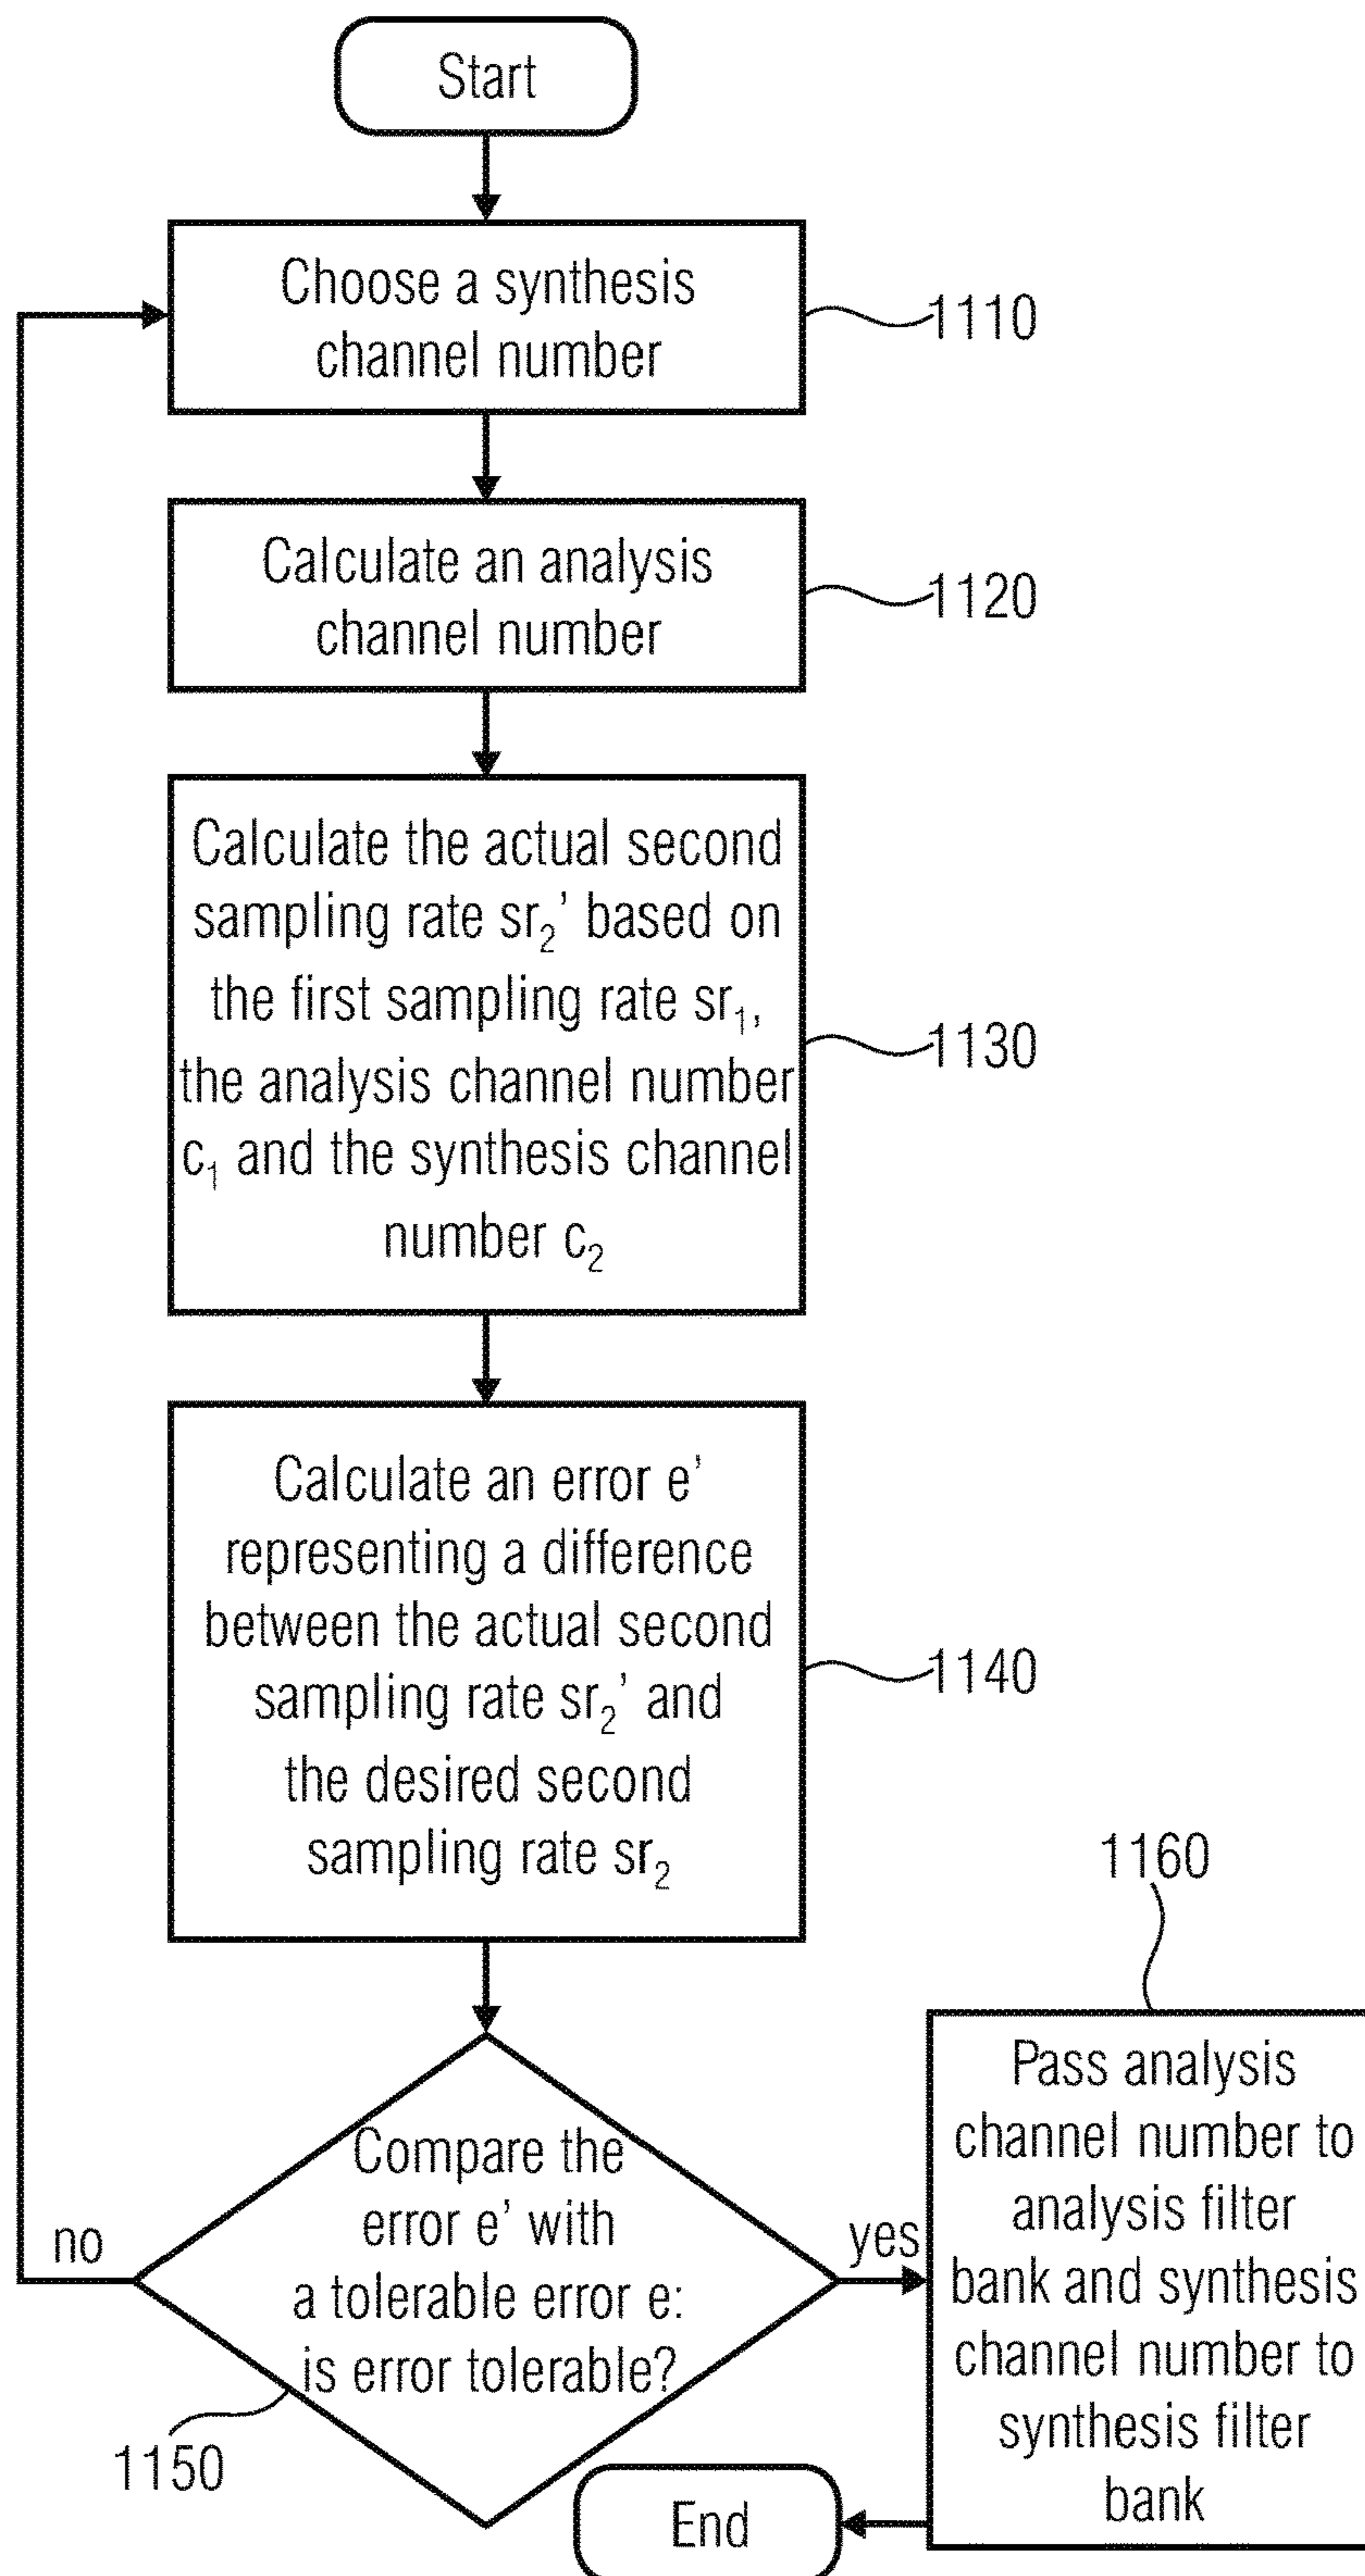 Start
Choose a synthesis
channel number
1110
Calculate an analysis
channel number
1120
Calculate the actual second
sampling rate sr₂’ based on
the first sampling rate sr₁,
the analysis channel number
c₁ and the synthesis channel
number c₂
1130
Calculate an error e’
representing a difference
between the actual second
sampling rate sr₂’ and
the desired second
sampling rate sr₂
1140
Compare the
error e’ with
a tolerable error e:
is error tolerable?
1150
no
yes
1160
Pass analysis
channel number to
analysis filter
bank and synthesis
channel number to
synthesis filter
bank
End